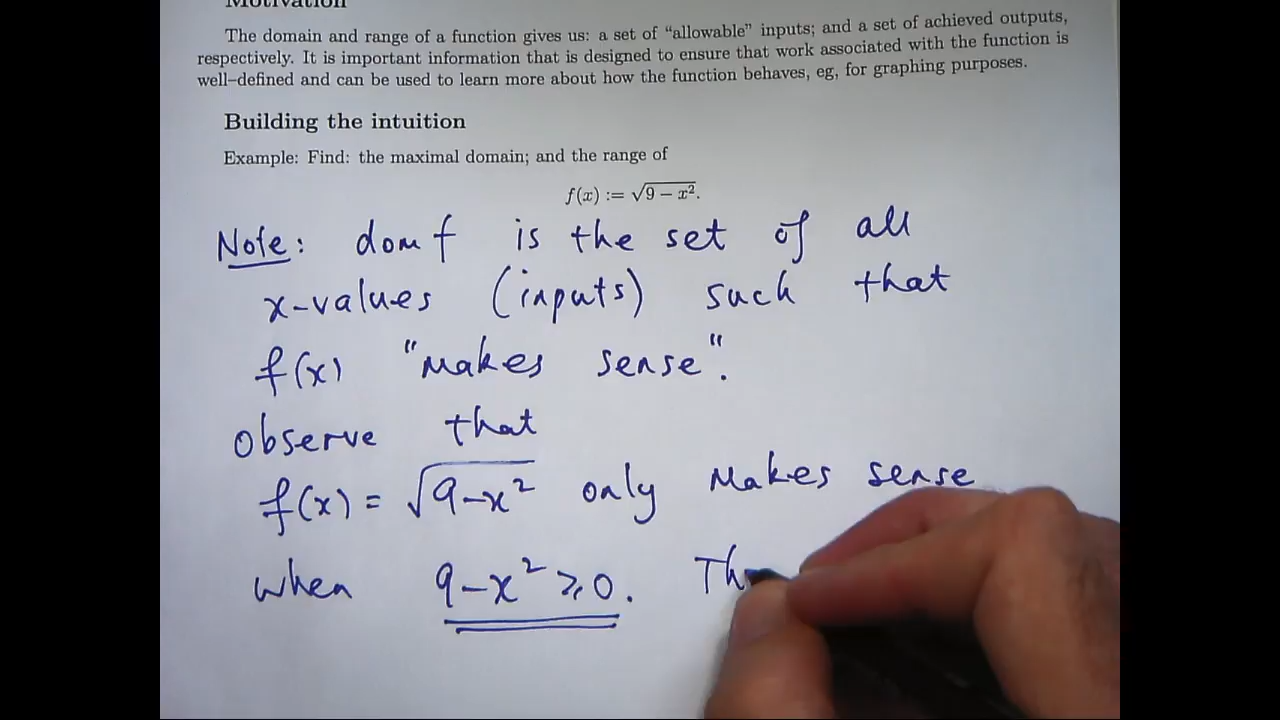 Motivation
The domain and range of a function gives us: a set of “allowable” inputs; and a set of achieved outputs,
respectively. It is important information that is designed to ensure that work associated with the function is
well–defined and can be used to learn more about how the function behaves, eg, for graphing purposes.
Building the intuition
Example: Find: the maximal domain; and the range of
f(x) := √(9 − x²).
Note: dom f is the set of all
x-values (inputs) such that
f(x) "makes sense".
Observe that
f(x) = √(9-x²) only makes sense
when 9-x² ≥ 0. Th